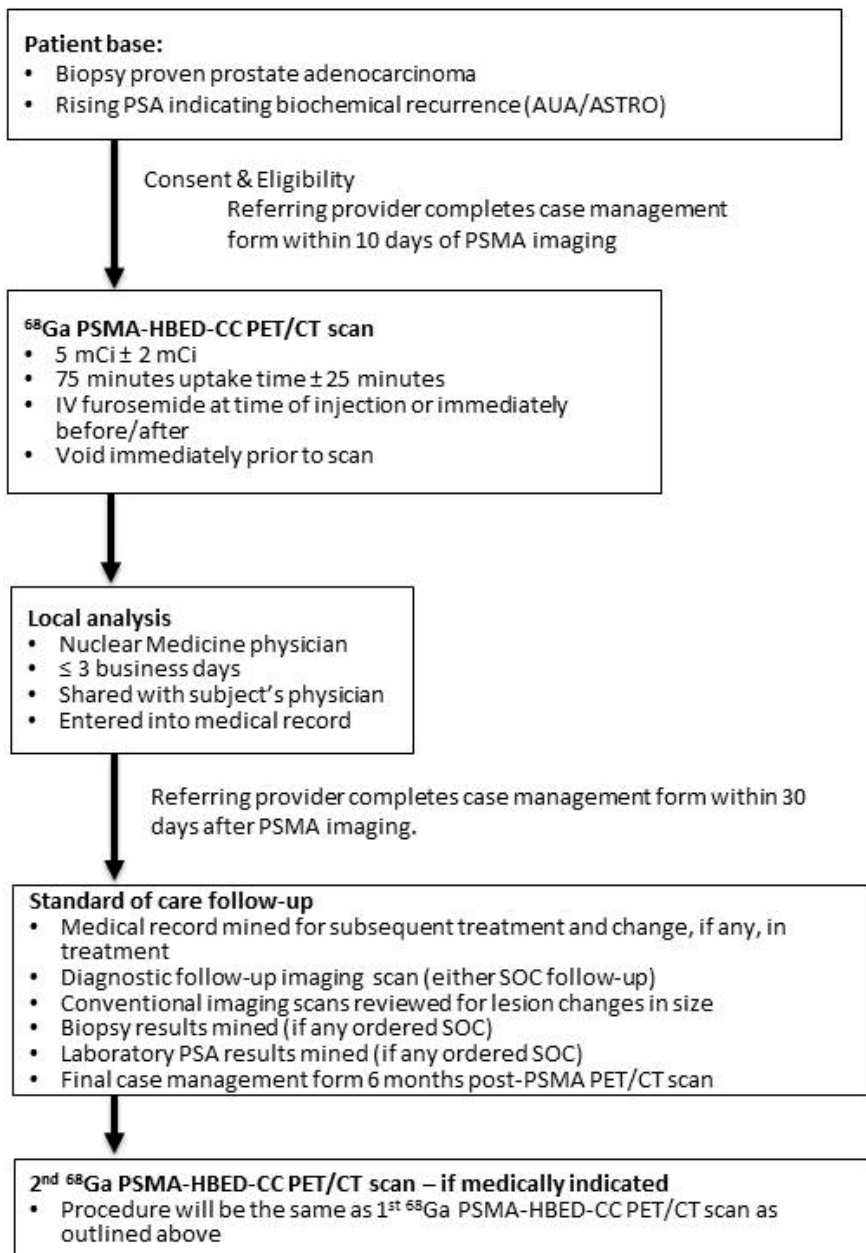 Patient base:
• Biopsy proven prostate adenocarcinoma
• Rising PSA indicating biochemical recurrence (AUA/ASTRO)
Consent & Eligibility
Referring provider completes case management
form within 10 days of PSMA imaging
⁶⁸Ga PSMA-HBED-CC PET/CT scan
• 5 mCi ± 2 mCi
• 75 minutes uptake time ± 25 minutes
• IV furosemide at time of injection or immediately
before/after
• Void immediately prior to scan
Local analysis
• Nuclear Medicine physician
• ≤ 3 business days
• Shared with subject's physician
• Entered into medical record
Referring provider completes case management form within 30
days after PSMA imaging.
Standard of care follow-up
• Medical record mined for subsequent treatment and change, if any, in
treatment
• Diagnostic follow-up imaging scan (either SOC follow-up)
• Conventional imaging scans reviewed for lesion changes in size
• Biopsy results mined (if any ordered SOC)
• Laboratory PSA results mined (if any ordered SOC)
• Final case management form 6 months post-PSMA PET/CT scan
2ⁿᵈ ⁶⁸Ga PSMA-HBED-CC PET/CT scan – if medically indicated
• Procedure will be the same as 1ˢᵗ ⁶⁸Ga PSMA-HBED-CC PET/CT scan as
outlined above